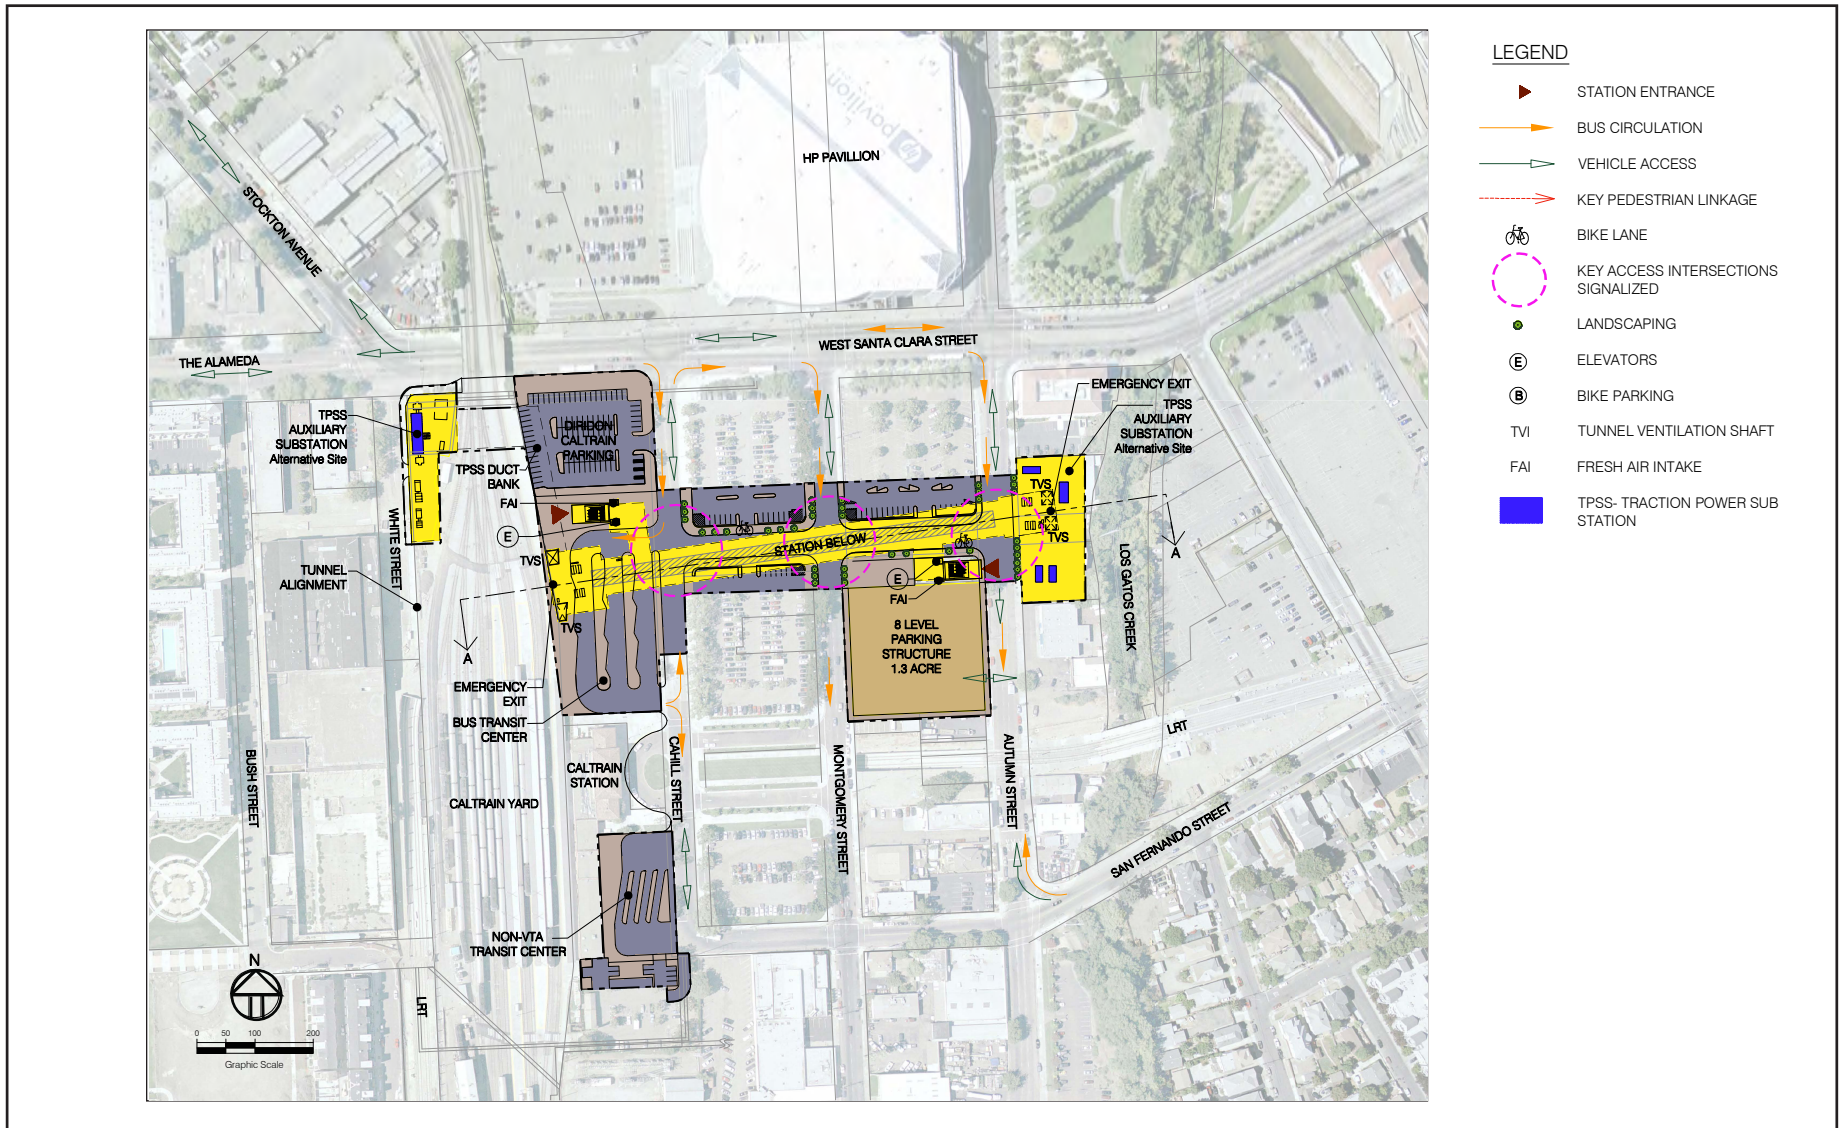 LEGEND
STATION ENTRANCE
BUS CIRCULATION
VEHICLE ACCESS
KEY PEDESTRIAN LINKAGE
BIKE LANE
KEY ACCESS INTERSECTIONS
SIGNALIZED
LANDSCAPING
E
ELEVATORS
B
BIKE PARKING
TVI
TUNNEL VENTILATION SHAFT
FAI
FRESH AIR INTAKE
TPSS- TRACTION POWER SUB
STATION
pavilion
hp
HP PAVILLION
STOCKTON AVENUE
THE ALAMEDA
WEST SANTA CLARA STREET
TPSS
AUXILIARY
SUBSTATION
Alternative Site
DIRIDON
CALTRAIN
PARKING
TPSS DUCT
BANK
FAI
E
TVS
TVS
WHITE STREET
TUNNEL
ALIGNMENT
A
EMERGENCY
EXIT
BUS TRANSIT
CENTER
STATION BELOW
EMERGENCY EXIT
TPSS
AUXILIARY
SUBSTATION
Alternative Site
TVS
TVS
A
E
FAI
8 LEVEL
PARKING
STRUCTURE
1.3 ACRE
LOS GATOS CREEK
LRT
BUSH STREET
CALTRAIN YARD
CALTRAIN
STATION
CAHILL STREET
MONTGOMERY STREET
AUTUMN STREET
SAN FERNANDO STREET
NON-VTA
TRANSIT CENTER
LRT
N
0 50 100 200
Graphic Scale